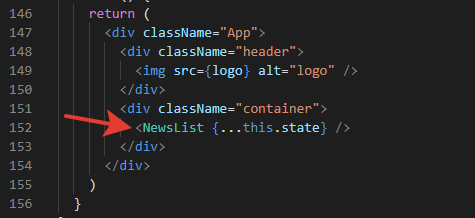 146 return (
147 <div className="App">
148 <div className="header">
149 <img src={logo} alt="logo" />
150 </div>
151 <div className="container">
152 <NewsList {...this.state} />
153 </div>
154 </div>
155 )
156 }